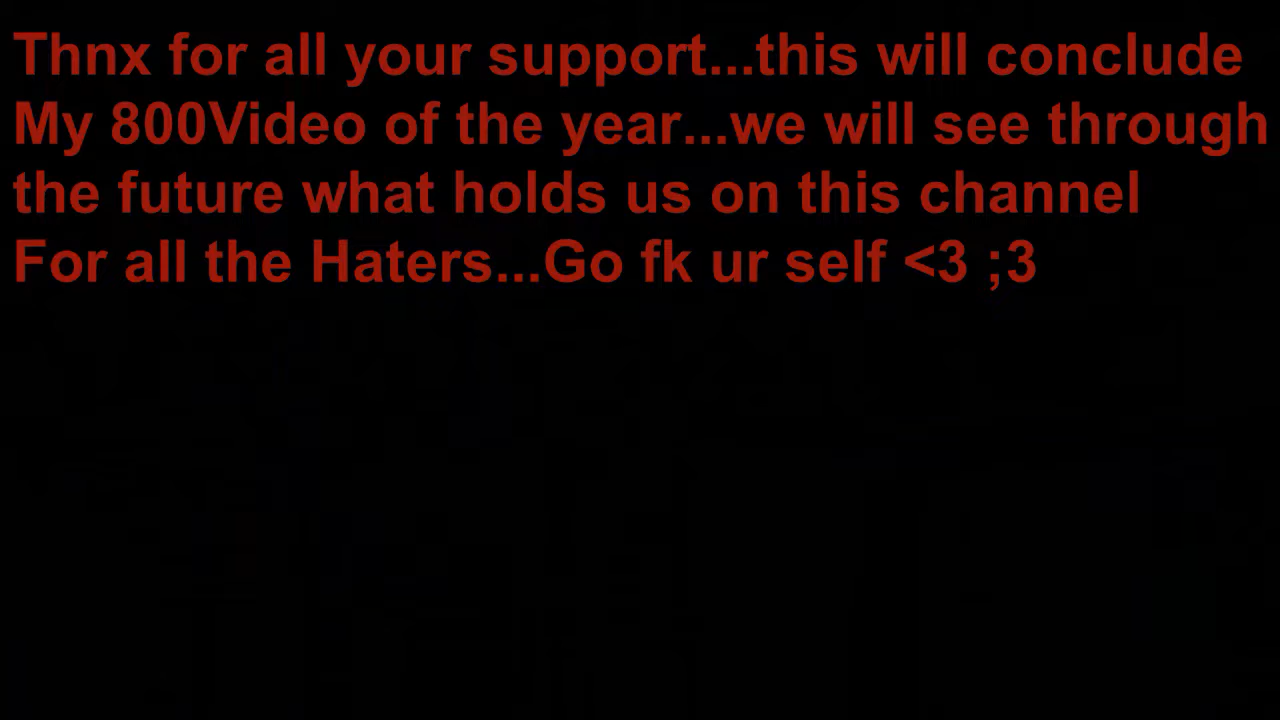 Thnx for all your support...this will conclude
My 800Video of the year...we will see through
the future what holds us on this channel
For all the Haters...Go fk ur self <3 ;3